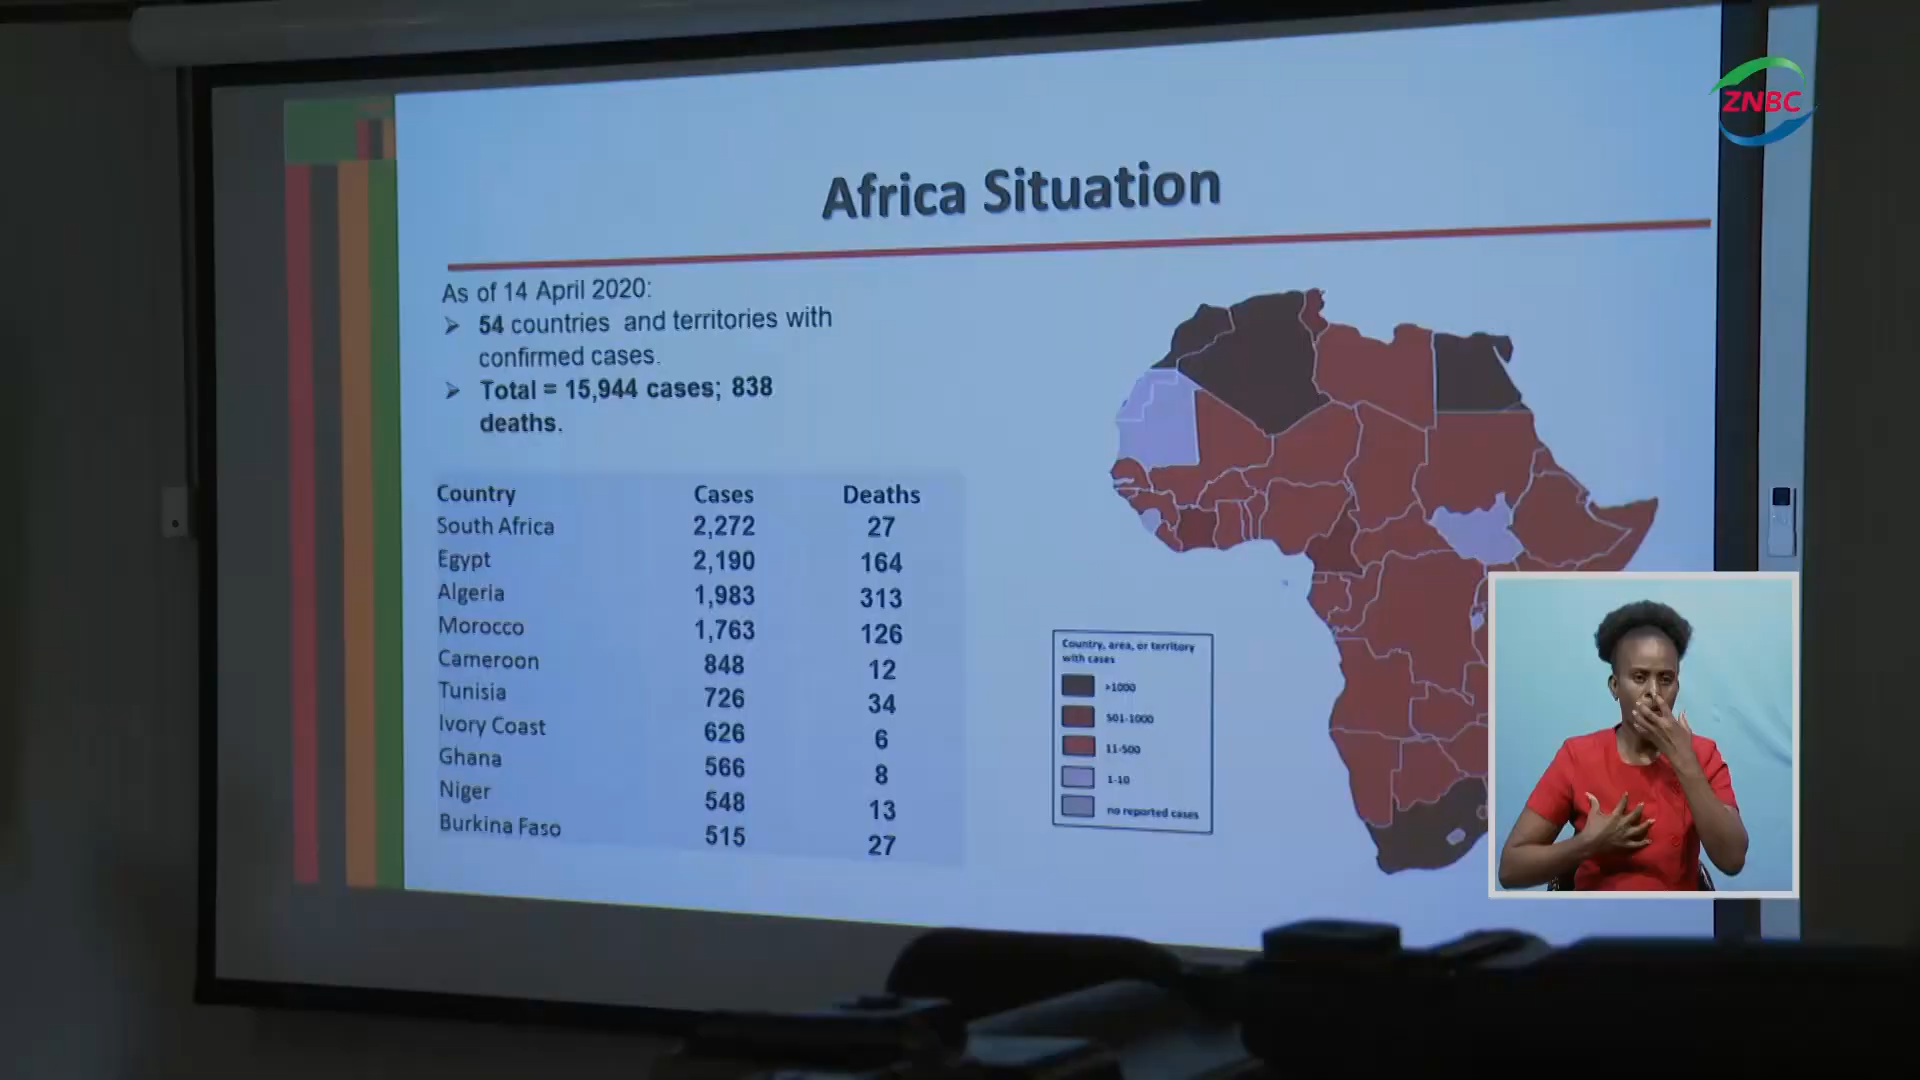 ZNBC
Africa Situation
As of 14 April 2020:
➢ 54 countries and territories with
confirmed cases.
➢ Total = 15,944 cases; 838
deaths.
Country Cases Deaths
South Africa 2,272 27
Egypt 2,190 164
Algeria 1,983 313
Morocco 1,763 126
Cameroon 848 12
Tunisia 726 34
Ivory Coast 626 6
Ghana 566 8
Niger 548 13
Burkina Faso 515 27
Country, area, or territory
with cases
>1000
501-1000
11-500
1-10
no reported cases